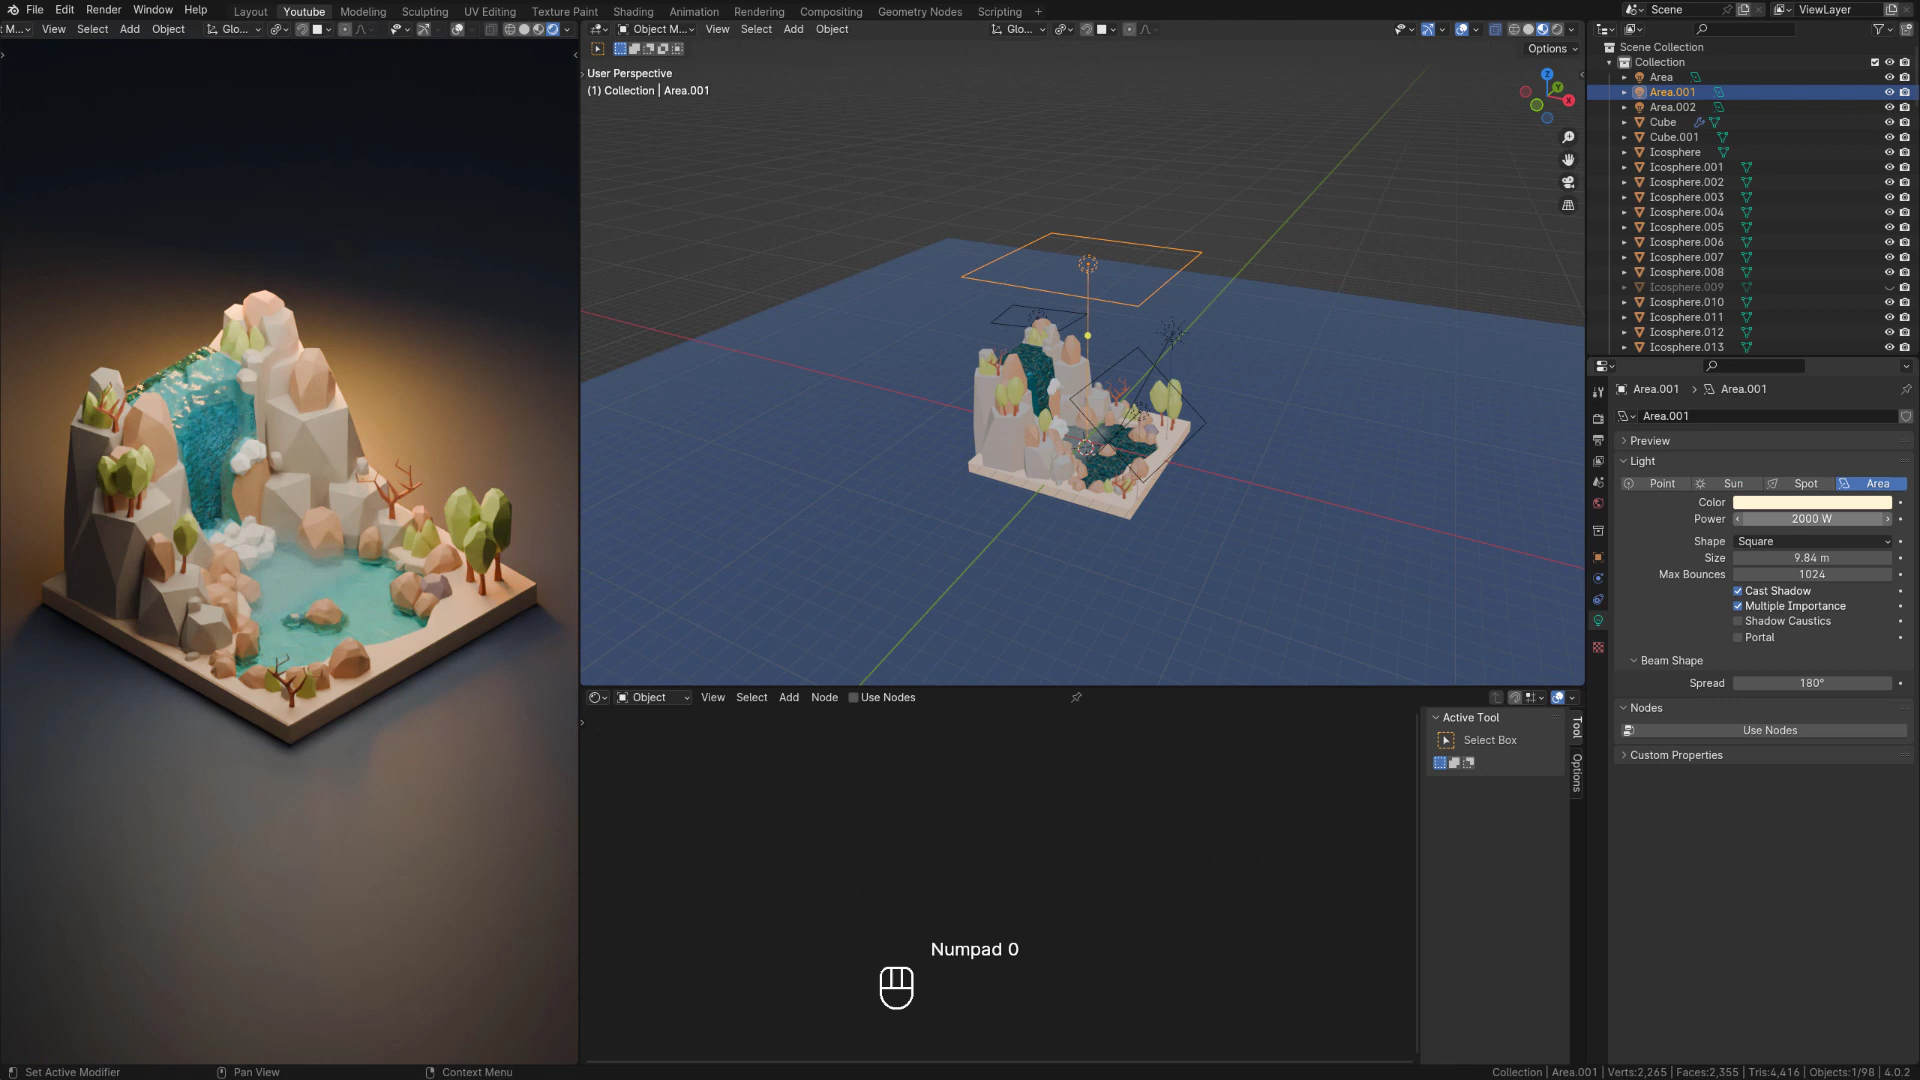 File Edit Render Window Help
Layout Youtube Modeling Sculpting UV Editing Texture Paint Shading Animation Rendering Compositing Geometry Nodes Scripting +
Scene
ViewLayer
M... View Select Add Object Glo...
Object M... View Select Add Object Glo...
Options
User Perspective
(1) Collection | Area.001
Z
Y
X
Scene Collection
Collection
Area
Area.001
Area.002
Cube
Cube.001
Icosphere
Icosphere.001
Icosphere.002
Icosphere.003
Icosphere.004
Icosphere.005
Icosphere.006
Icosphere.007
Icosphere.008
Icosphere.009
Icosphere.010
Icosphere.011
Icosphere.012
Icosphere.013
Area.001 > Area.001
Area.001
Preview
Light
Point Sun Spot Area
Color
Power 2000 W
Shape Square
Size 9.84 m
Max Bounces 1024
Cast Shadow
Multiple Importance
Shadow Caustics
Portal
Beam Shape
Spread 180°
Nodes
Use Nodes
Custom Properties
Object View Select Add Node Use Nodes
Active Tool
Select Box
Tool
Options
Numpad 0
Set Active Modifier Pan View Context Menu
Collection | Area.001 | Verts:2,265 | Faces:2,355 | Tris:4,416 | Objects:1/98 | 4.0.2